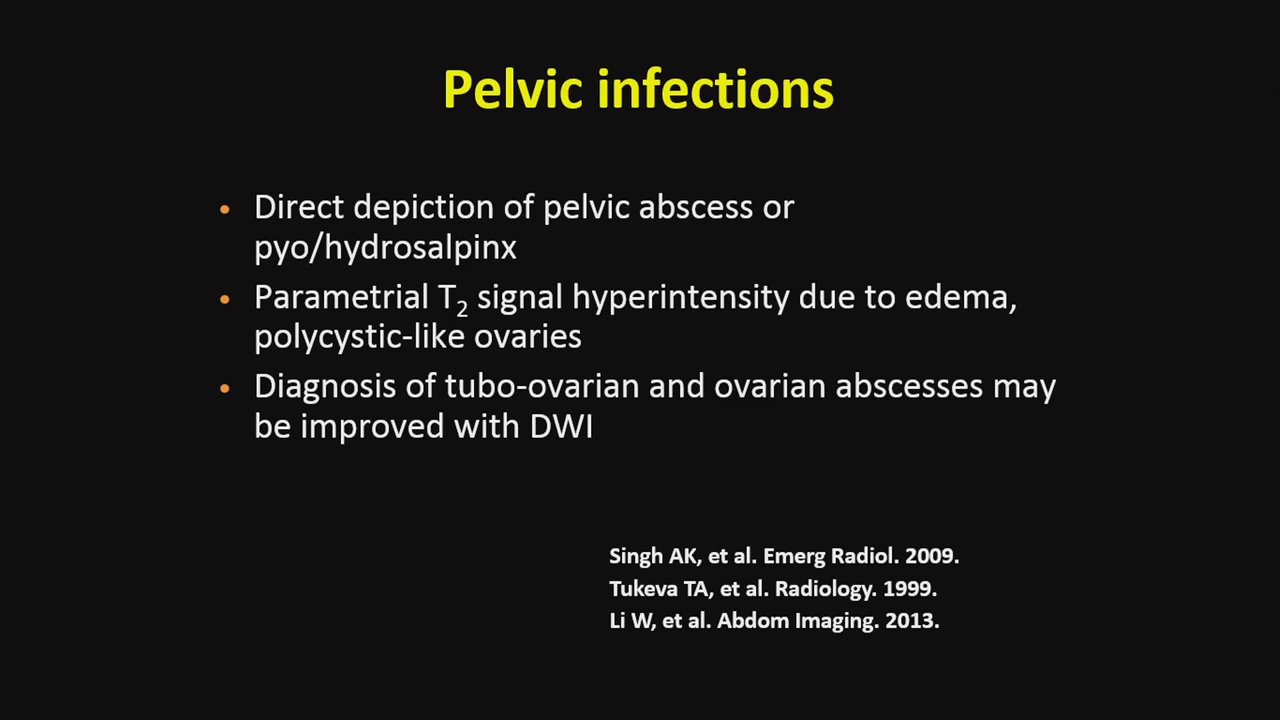 Pelvic infections
• Direct depiction of pelvic abscess or
pyo/hydrosalpinx
• Parametrial T₂ signal hyperintensity due to edema,
polycystic-like ovaries
• Diagnosis of tubo-ovarian and ovarian abscesses may
be improved with DWI
Singh AK, et al. Emerg Radiol. 2009.
Tukeva TA, et al. Radiology. 1999.
Li W, et al. Abdom Imaging. 2013.